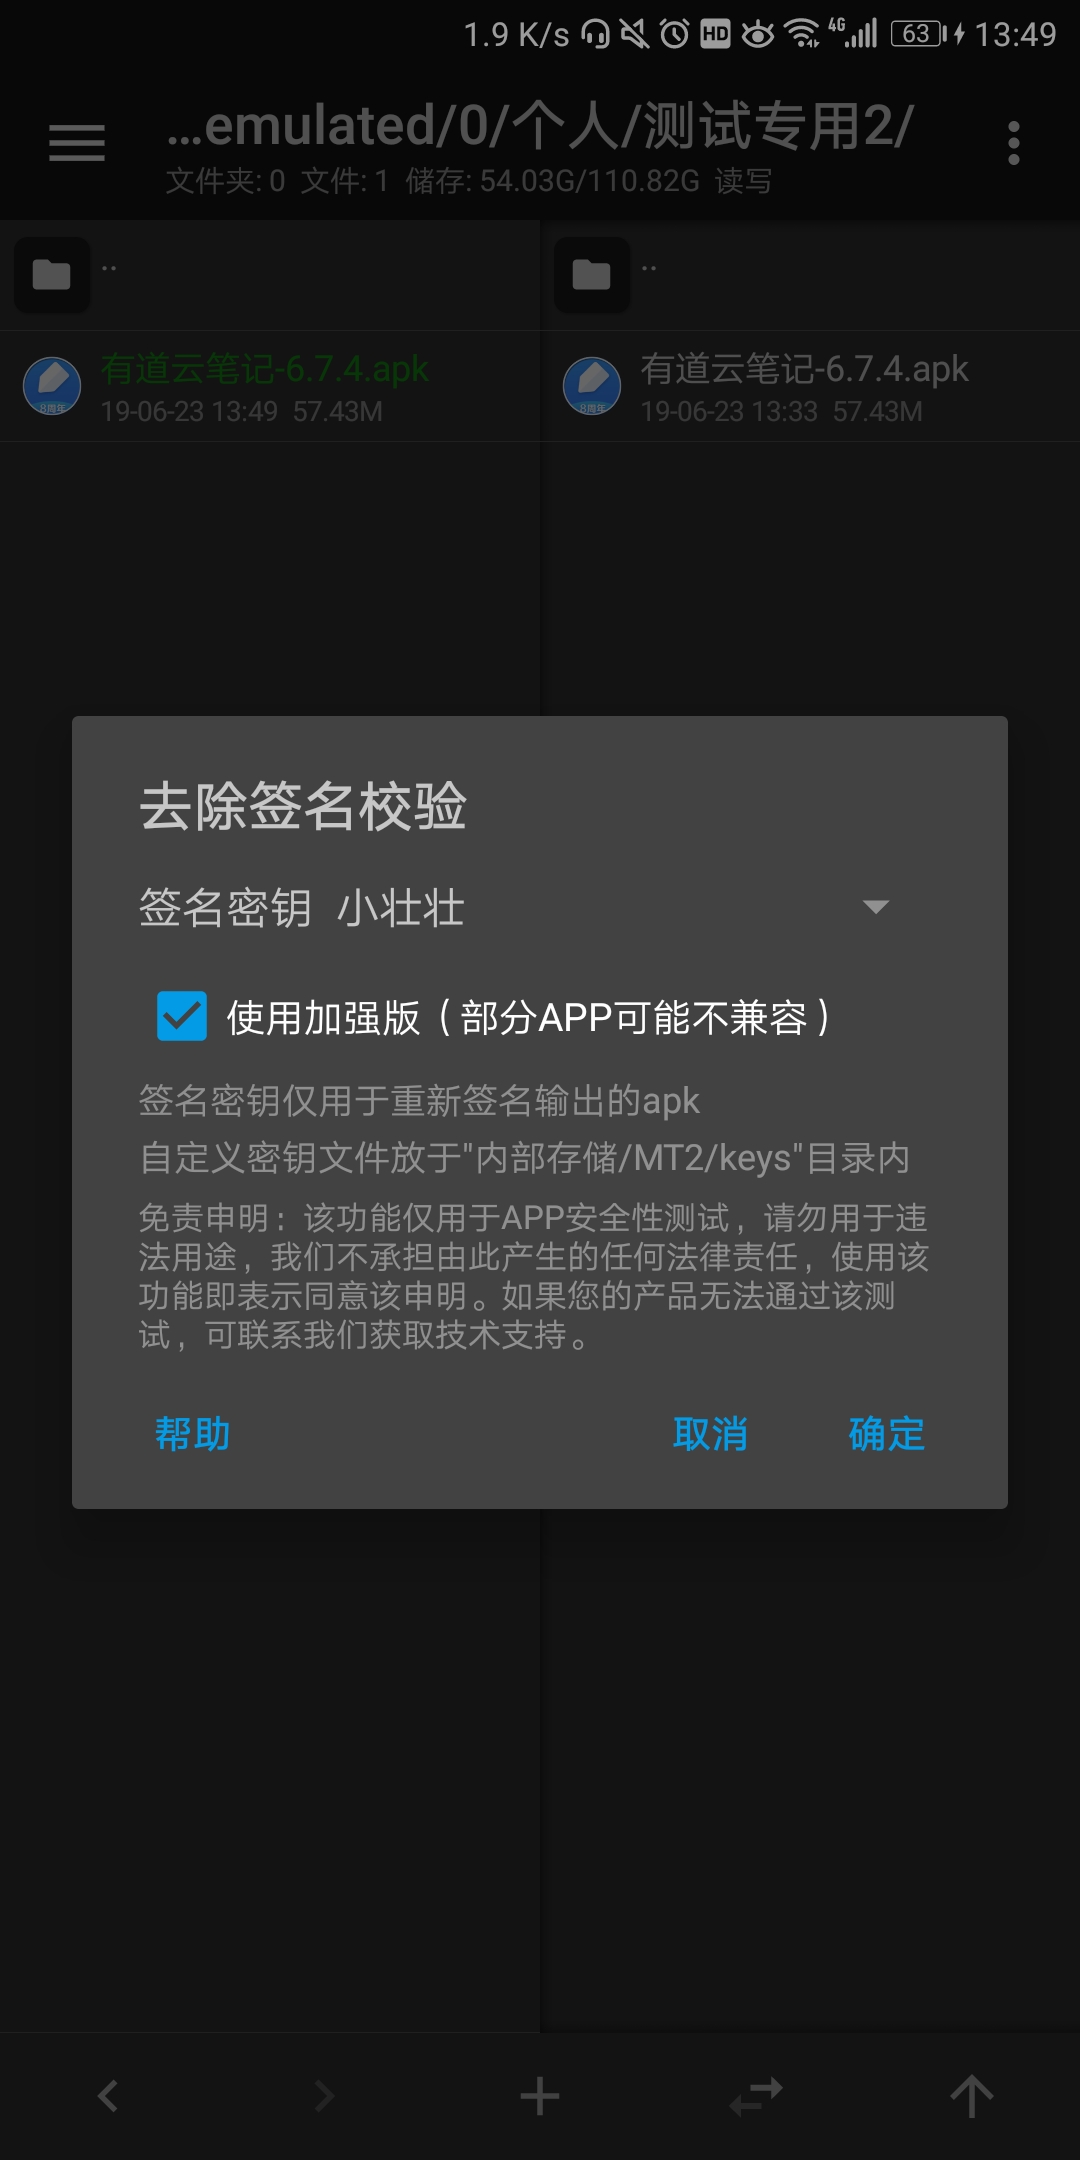 1.9 K/s HD 4G 63 13:49
…emulated/0/个人/测试专用2/
文件夹: 0 文件: 1 储存: 54.03G/110.82G 读写
..
..
有道云笔记-6.7.4.apk
19-06-23 13:49 57.43M
8周年
有道云笔记-6.7.4.apk
19-06-23 13:33 57.43M
8周年
去除签名校验
签名密钥 小壮壮
使用加强版（部分APP可能不兼容）
签名密钥仅用于重新签名输出的apk
自定义密钥文件放于"内部存储/MT2/keys"目录内
免责申明：该功能仅用于APP安全性测试，请勿用于违
法用途，我们不承担由此产生的任何法律责任，使用该
功能即表示同意该申明。如果您的产品无法通过该测
试，可联系我们获取技术支持。
帮助 取消 确定